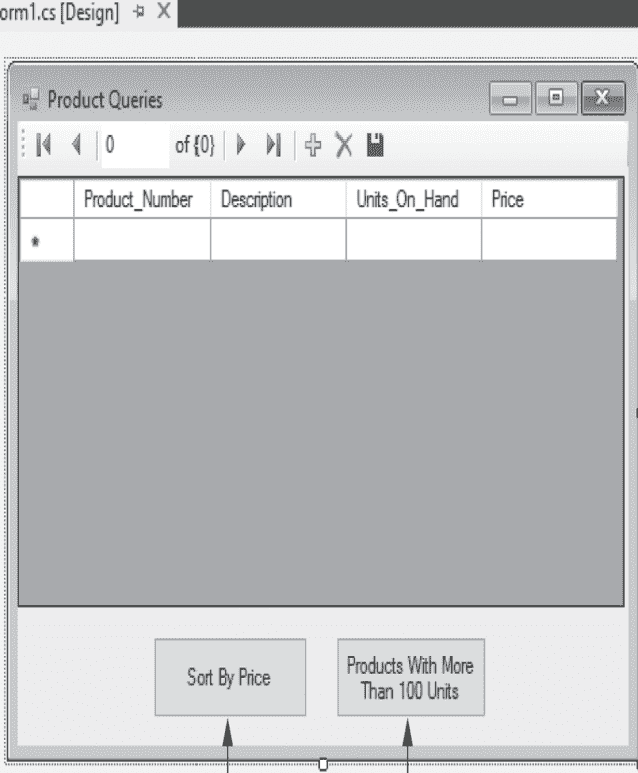 orm1.cs [Design]
Product Queries
0 of {0}
Product_Number Description Units_On_Hand Price
Sort By Price
Products With More
Than 100 Units